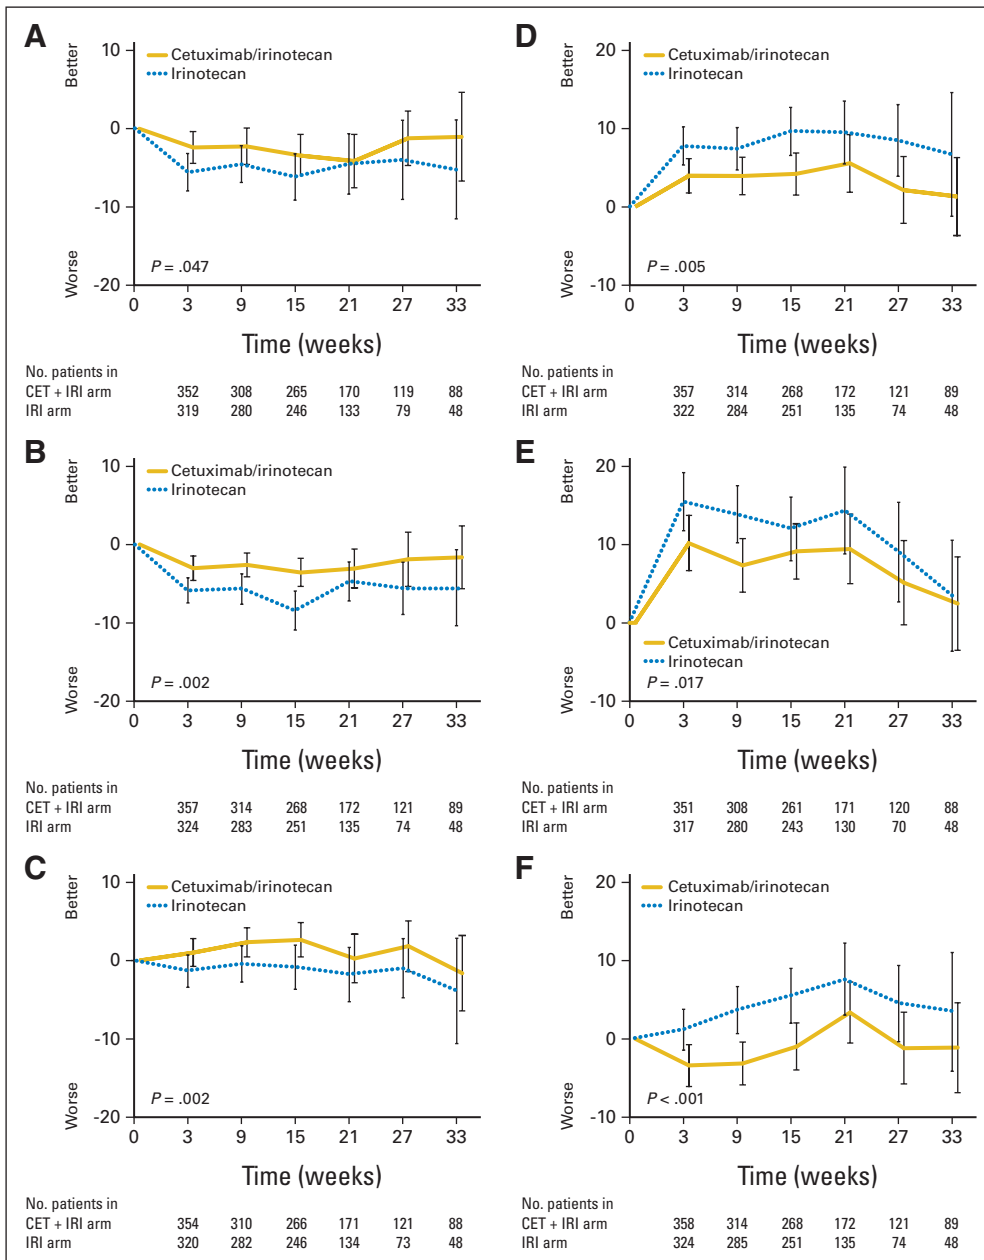 A
Better
10
0
-10
-20
Worse
Cetuximab/irinotecan
Irinotecan
P = .047
0 3 9 15 21 27 33
Time (weeks)
No. patients in
CET + IRI arm 352 308 265 170 119 88
IRI arm 319 280 246 133 79 48
D
Better
20
10
0
-10
Worse
Cetuximab/irinotecan
Irinotecan
P = .005
0 3 9 15 21 27 33
Time (weeks)
No. patients in
CET + IRI arm 357 314 268 172 121 89
IRI arm 322 284 251 135 74 48
B
Better
10
0
-10
-20
Worse
Cetuximab/irinotecan
Irinotecan
P = .002
0 3 9 15 21 27 33
Time (weeks)
No. patients in
CET + IRI arm 357 314 268 172 121 89
IRI arm 324 283 251 135 74 48
E
Better
20
10
0
-10
Worse
Cetuximab/irinotecan
Irinotecan
P = .017
0 3 9 15 21 27 33
Time (weeks)
No. patients in
CET + IRI arm 351 308 261 171 120 88
IRI arm 317 280 243 130 70 48
C
Better
10
0
-10
-20
Worse
Cetuximab/irinotecan
Irinotecan
P = .002
0 3 9 15 21 27 33
Time (weeks)
No. patients in
CET + IRI arm 354 310 266 171 121 88
IRI arm 320 282 246 134 73 48
F
Better
20
10
0
-10
Worse
Cetuximab/irinotecan
Irinotecan
P < .001
0 3 9 15 21 27 33
Time (weeks)
No. patients in
CET + IRI arm 358 314 268 172 121 89
IRI arm 324 285 251 135 74 48